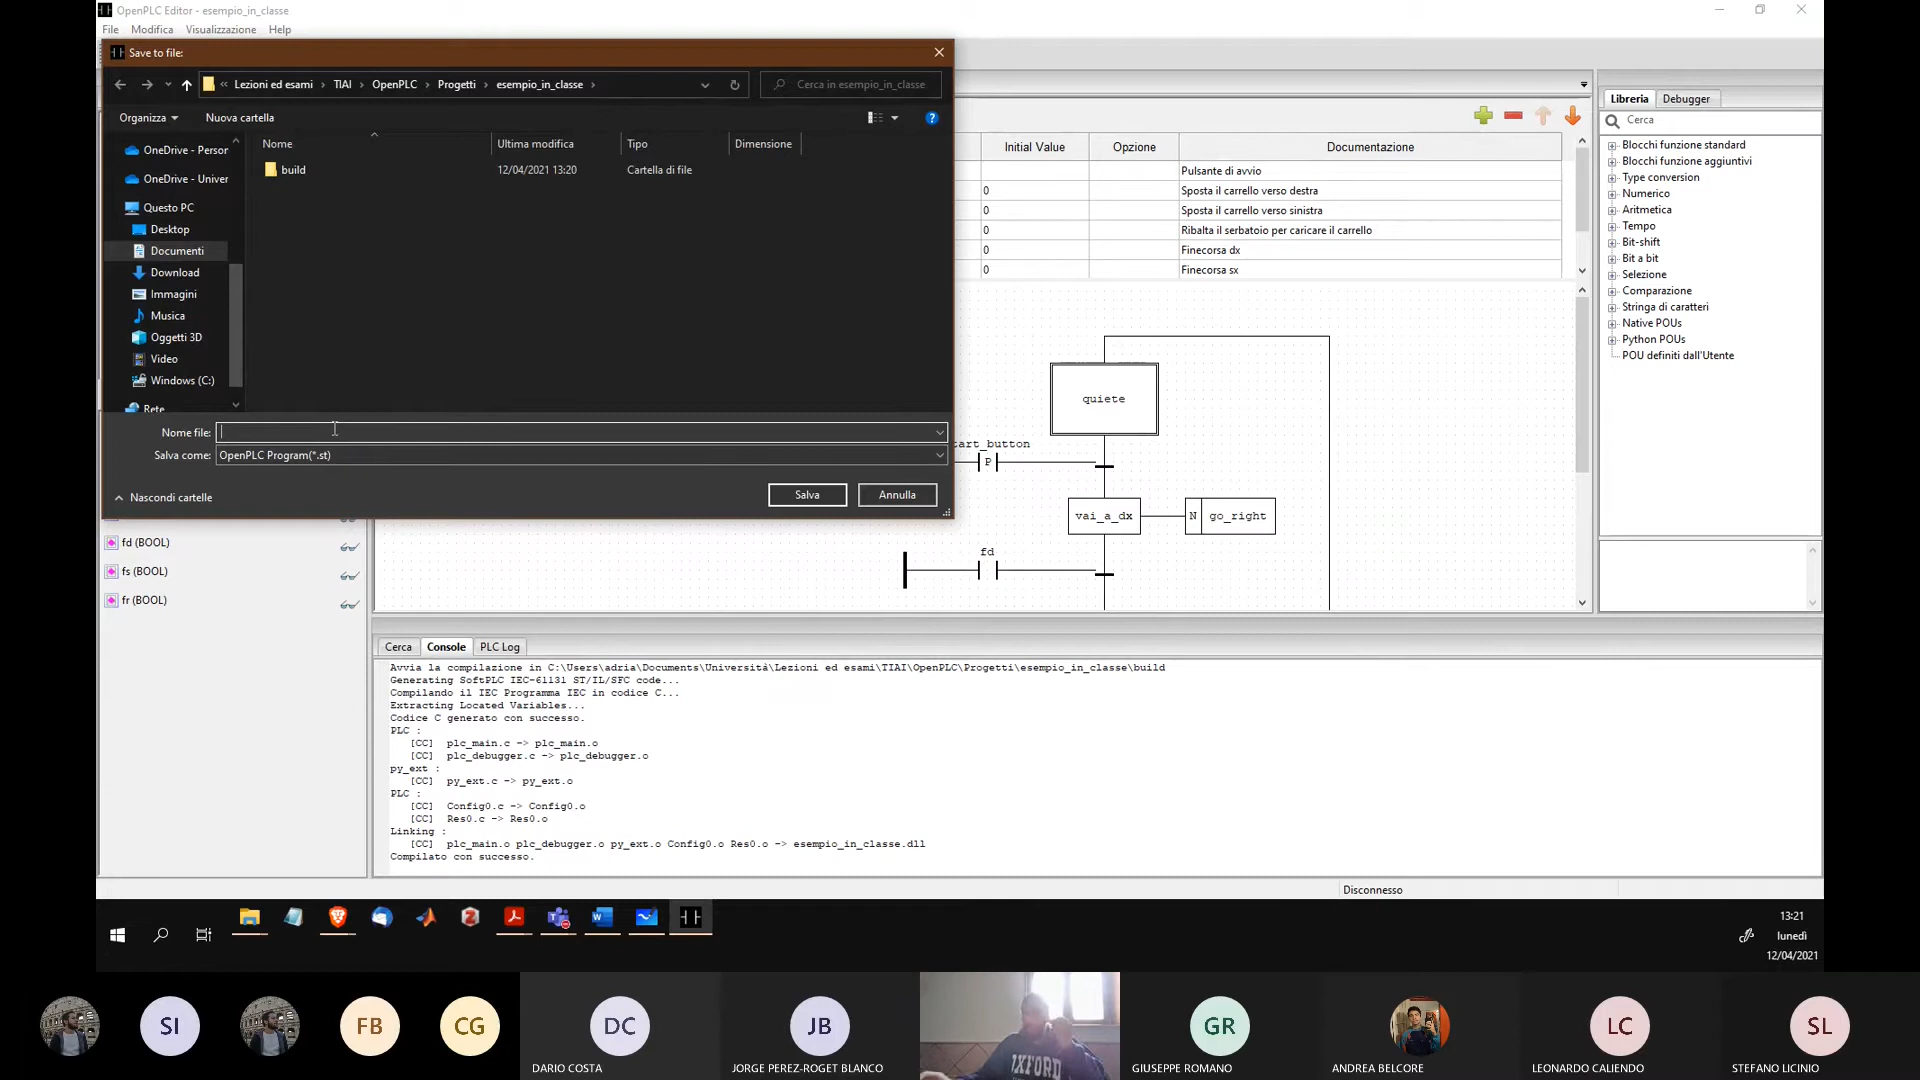 OpenPLC Editor - esempio_in_classe
File Modifica Visualizzazione Help
Save to file:
« Lezioni ed esami › TIAI › OpenPLC › Progetti › esempio_in_classe ›
Cerca in esempio_in_classe
Organizza Nuova cartella
Nome Ultima modifica Tipo Dimensione
build 12/04/2021 13:20 Cartella di file
OneDrive - Person
OneDrive - Univer
Questo PC
Desktop
Documenti
Download
Immagini
Musica
Oggetti 3D
Video
Windows (C:)
Rete
Nome file:
Salva come: OpenPLC Program(*.st)
Nascondi cartelle
Salva Annulla
Initial Value Opzione Documentazione
Pulsante di avvio
0 Sposta il carrello verso destra
0 Sposta il carrello verso sinistra
0 Ribalta il serbatoio per caricare il carrello
0 Finecorsa dx
0 Finecorsa sx
quiete
tart_button
P
vai_a_dx N go_right
fd
Libreria Debugger
Cerca
Blocchi funzione standard
Blocchi funzione aggiuntivi
Type conversion
Numerico
Aritmetica
Tempo
Bit-shift
Bit a bit
Selezione
Comparazione
Stringa di caratteri
Native POUs
Python POUs
POU definiti dall'Utente
fd (BOOL)
fs (BOOL)
fr (BOOL)
Cerca Console PLC Log
Avvia la compilazione in C:\Users\adria\Documents\Università\Lezioni ed esami\TIAI\OpenPLC\Progetti\esempio_in_classe\build
Generating SoftPLC IEC-61131 ST/IL/SFC code...
Compilando il IEC Programma IEC in codice C...
Extracting Located Variables...
Codice C generato con successo.
PLC :
[CC] plc_main.c -> plc_main.o
[CC] plc_debugger.c -> plc_debugger.o
py_ext :
[CC] py_ext.c -> py_ext.o
PLC :
[CC] Config0.c -> Config0.o
[CC] Res0.c -> Res0.o
Linking :
[CC] plc_main.o plc_debugger.o py_ext.o Config0.o Res0.o -> esempio_in_classe.dll
Compilato con successo.
Disconnesso
13:21
lunedì
12/04/2021
SI
FB
CG
DC
DARIO COSTA
JB
JORGE PEREZ-ROGET BLANCO
OXFORD
GR
GIUSEPPE ROMANO
ANDREA BELCORE
LC
LEONARDO CALIENDO
SL
STEFANO LICINIO